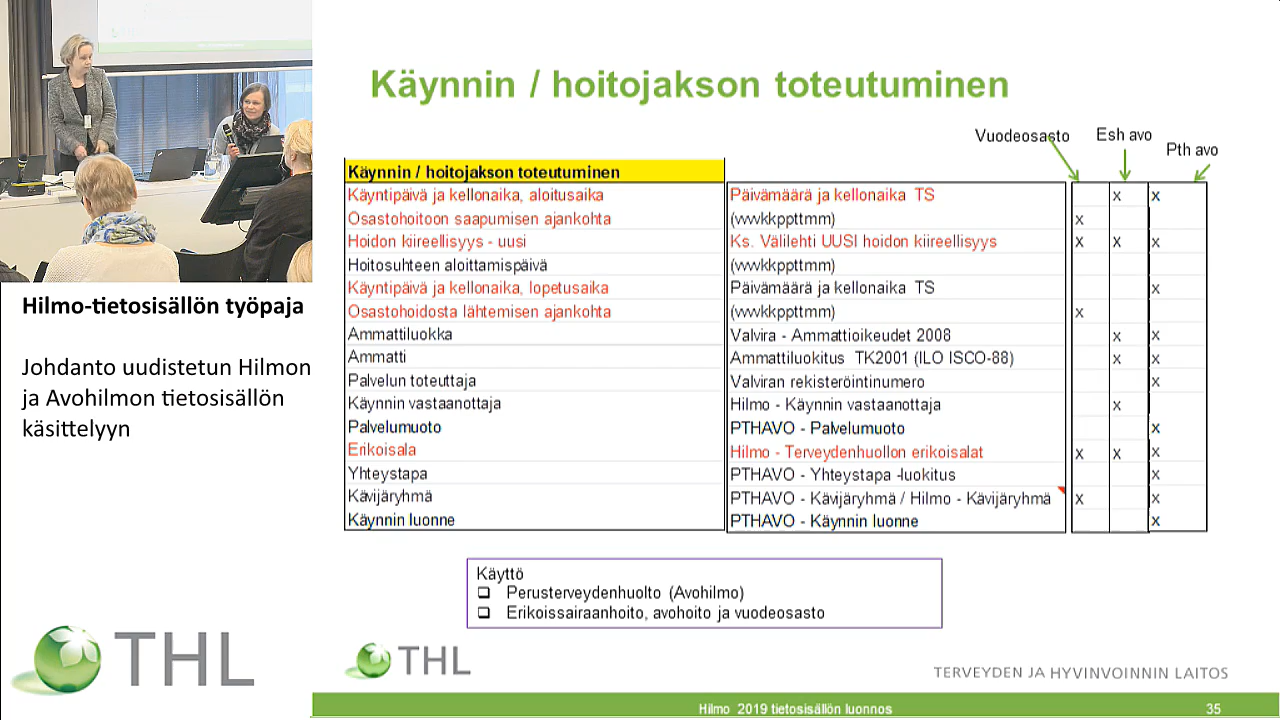 Käynnin / hoitojakson toteutuminen
Vuodeosasto
Esh avo
Pth avo
Käynnin / hoitojakson toteutuminen
Käyntipäivä ja kellonaika, aloitusaika Päivämäärä ja kellonaika TS x x
Osastohoitoon saapumisen ajankohta (vvvkkppttmm) x
Hoidon kiireellisyys - uusi Ks. Välilehti UUSI hoidon kiireellisyys x x x
Hoitosuhteen aloittamispäivä (vvvkkppttmm)
Käyntipäivä ja kellonaika, lopetusaika Päivämäärä ja kellonaika TS x
Osastohoidosta lähtemisen ajankohta (vvvkkppttmm) x
Ammattiluokka Valvira - Ammattioikeudet 2008 x x
Ammatti Ammattiluokitus TK2001 (ILO ISCO-88) x x
Palvelun toteuttaja Valviran rekisteröintinumero x
Käynnin vastaanottaja Hilmo - Käynnin vastaanottaja x
Palvelumuoto PTHAVO - Palvelumuoto x
Erikoisala Hilmo - Terveydenhuollon erikoisalat x x x
Yhteystapa PTHAVO - Yhteystapa -luokitus x
Kävijäryhmä PTHAVO - Kävijäryhmä / Hilmo - Kävijäryhmä x x
Käynnin luonne PTHAVO - Käynnin luonne x
Käyttö
Perusterveydenhuolto (Avohilmo)
Erikoissairaanhoito, avohoito ja vuodeosasto
Hilmo-tietosisällön työpaja
Johdanto uudistetun Hilmon
ja Avohilmon tietosisällön
käsittelyyn
THL
THL
TERVEYDEN JA HYVINVOINNIN LAITOS
Hilmo 2019 tietosisällön luonnos
35